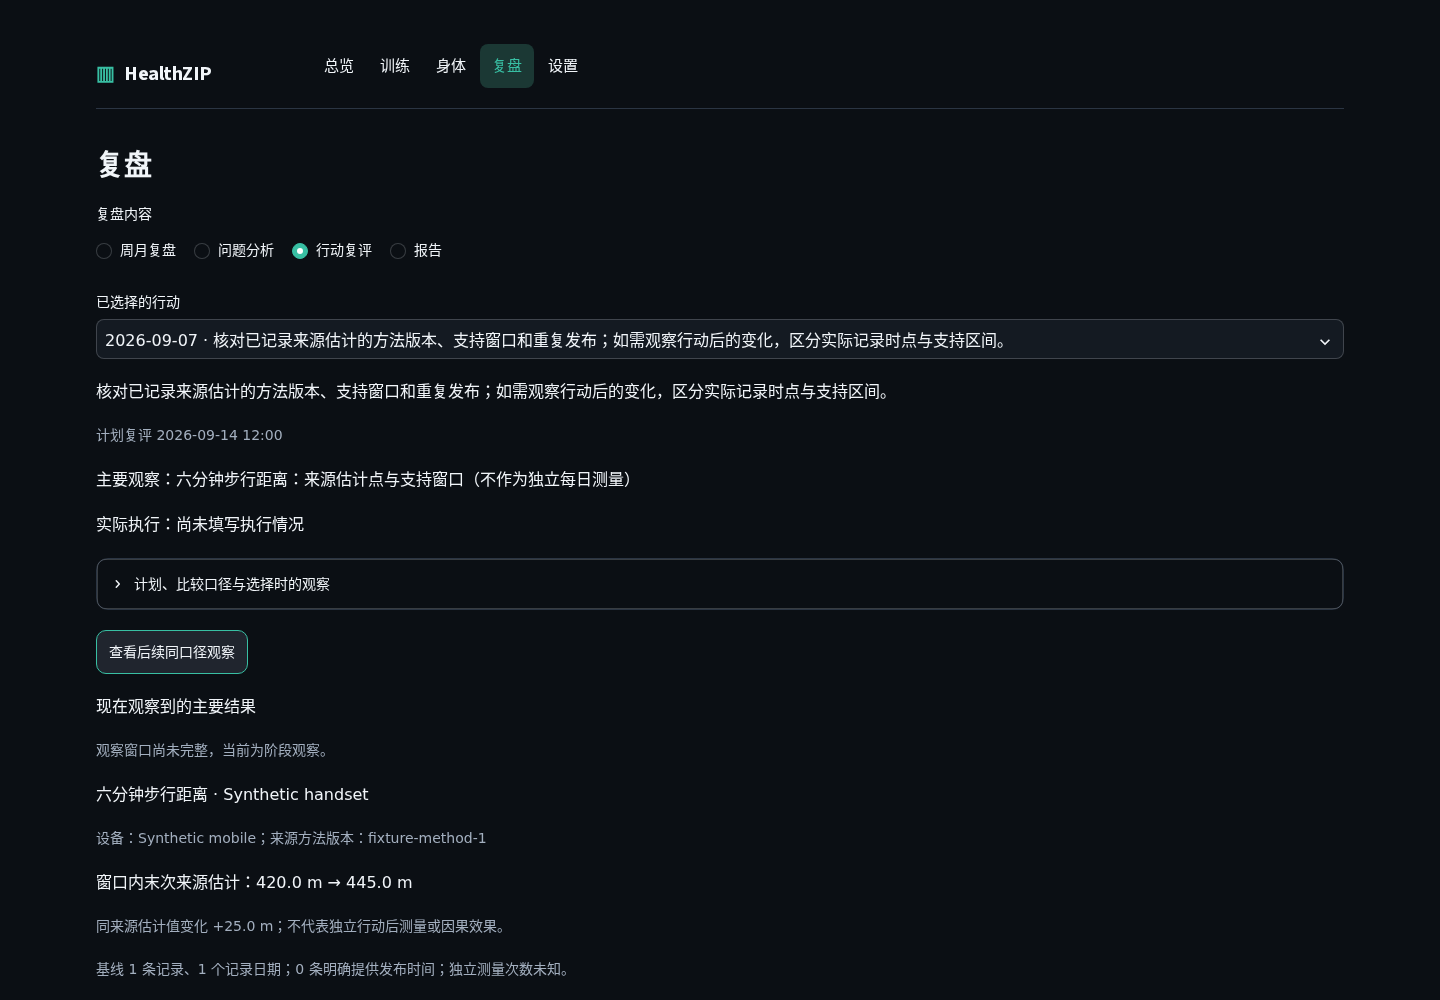 HealthZIP
总览 训练 身体 复盘 设置
复盘
复盘内容
周月复盘 问题分析 行动复评 报告
已选择的行动
2026-09-07 · 核对已记录来源估计的方法版本、支持窗口和重复发布；如需观察行动后的变化，区分实际记录时点与支持区间。
核对已记录来源估计的方法版本、支持窗口和重复发布；如需观察行动后的变化，区分实际记录时点与支持区间。
计划复评 2026-09-14 12:00
主要观察：六分钟步行距离：来源估计点与支持窗口（不作为独立每日测量）
实际执行：尚未填写执行情况
计划、比较口径与选择时的观察
查看后续同口径观察
现在观察到的主要结果
观察窗口尚未完整，当前为阶段观察。
六分钟步行距离 · Synthetic handset
设备：Synthetic mobile；来源方法版本：fixture-method-1
窗口内末次来源估计：420.0 m → 445.0 m
同来源估计值变化 +25.0 m；不代表独立行动后测量或因果效果。
基线 1 条记录、1 个记录日期；0 条明确提供发布时间；独立测量次数未知。